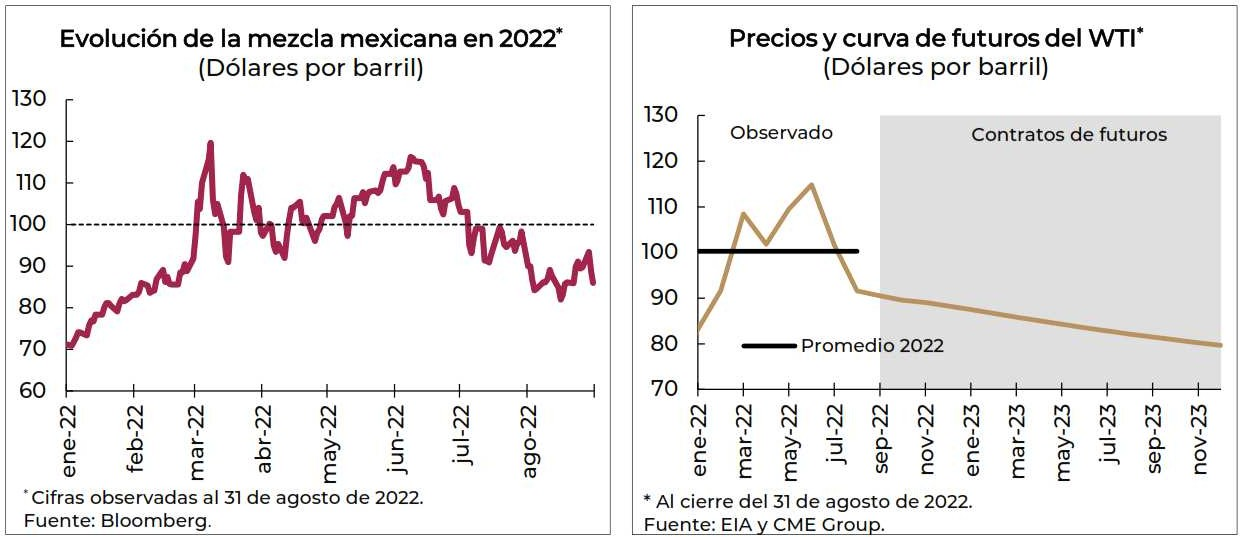 Evolución de la mezcla mexicana en 2022*
(Dólares por barril)
130
120
110
100
90
80
70
60
ene-22
feb-22
mar-22
abr-22
may-22
jun-22
jul-22
ago-22
* Cifras observadas al 31 de agosto de 2022.
Fuente: Bloomberg.
Precios y curva de futuros del WTI*
(Dólares por barril)
130
120
110
100
90
80
70
Observado
Contratos de futuros
Promedio 2022
ene-22
mar-22
may-22
jul-22
sep-22
nov-22
ene-23
mar-23
may-23
jul-23
sep-23
nov-23
* Al cierre del 31 de agosto de 2022.
Fuente: EIA y CME Group.